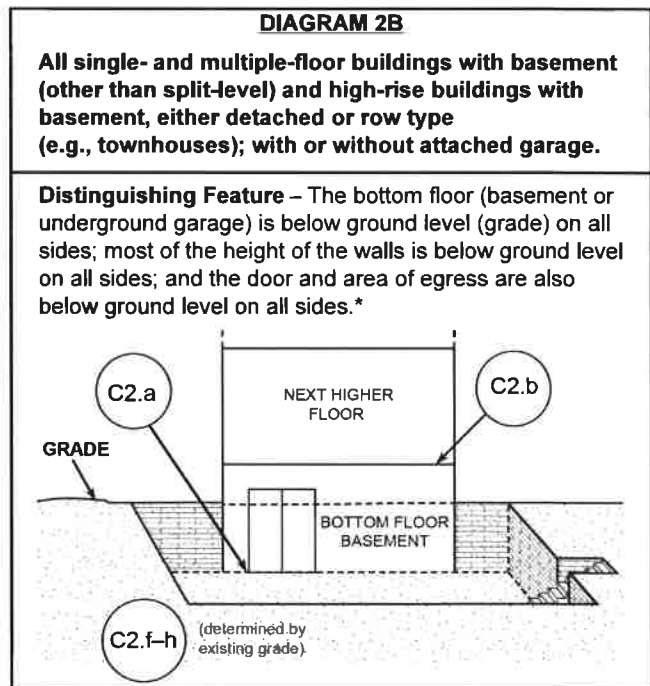 DIAGRAM 2B
All single- and multiple-floor buildings with basement
(other than split-level) and high-rise buildings with
basement, either detached or row type
(e.g., townhouses); with or without attached garage.
Distinguishing Feature – The bottom floor (basement or
underground garage) is below ground level (grade) on all
sides; most of the height of the walls is below ground level
on all sides; and the door and area of egress are also
below ground level on all sides.*
C2.a
NEXT HIGHER
FLOOR
C2.b
GRADE
BOTTOM FLOOR
BASEMENT
C2.f–h
(determined by
existing grade)